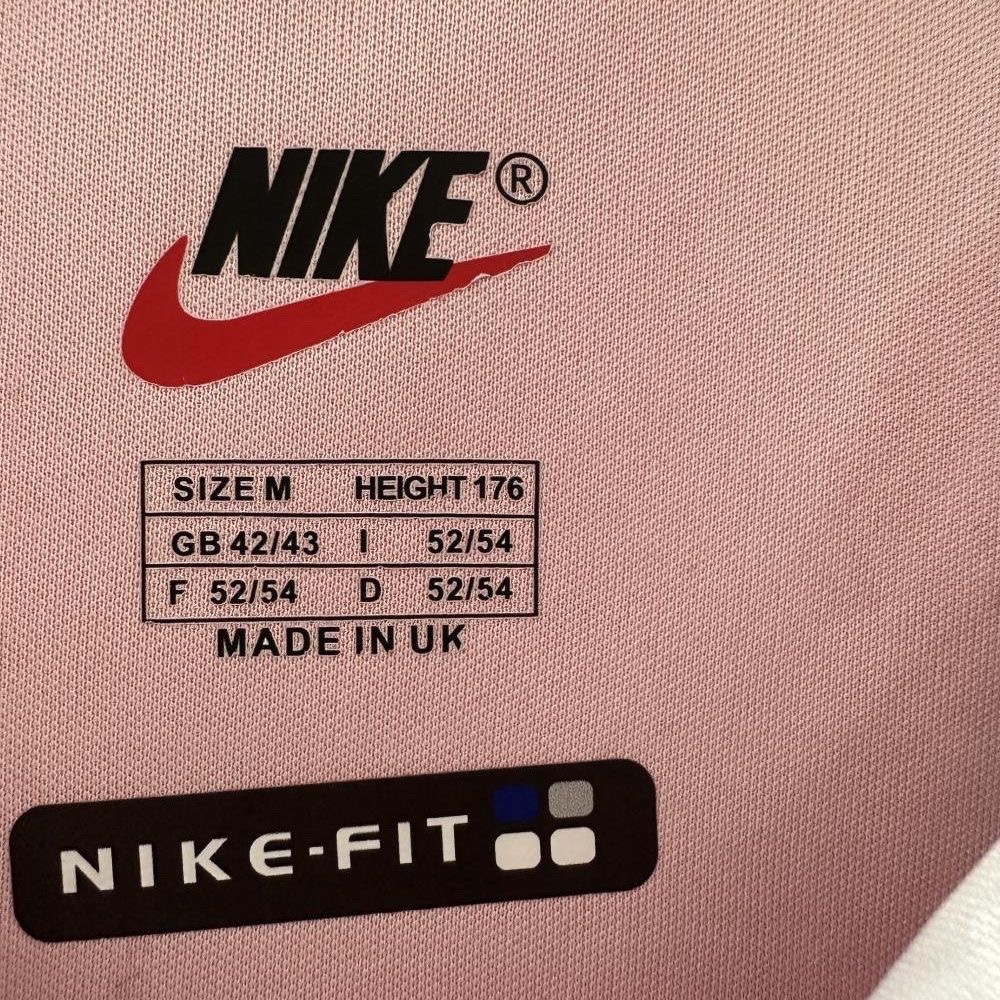 NIKE®
SIZE M HEIGHT 176
GB 42/43 I 52/54
F 52/54 D 52/54
MADE IN UK
NIKE-FIT